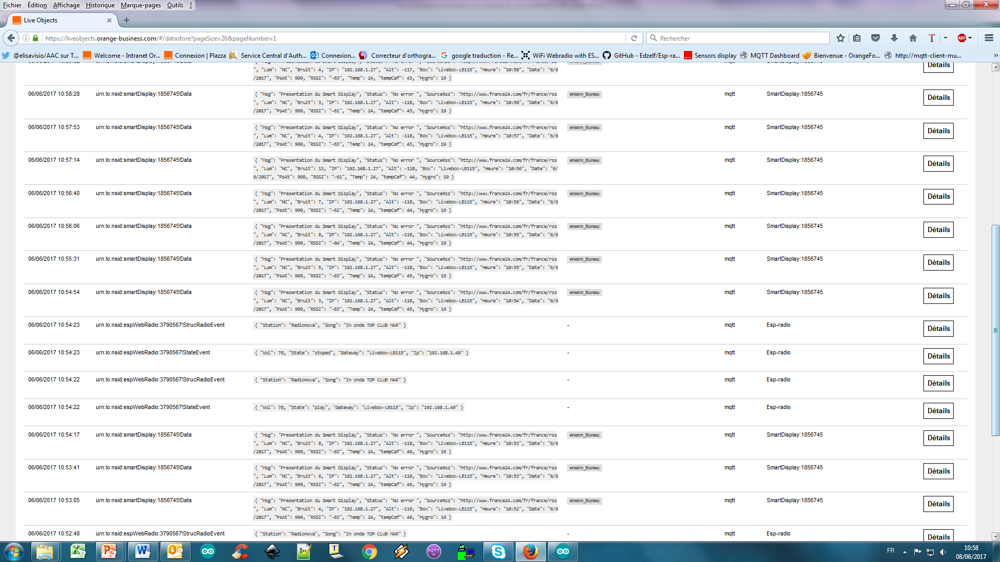 Fichier Édition Affichage Historique Marque-pages Outils ?
Live Objects
https://liveobjects.orange-business.com/#/datastore?pageSize=20&pageNumber=1
Rechercher
@elisavisio/AAC sur T... Welcome - Intranet Or... Connexion | Plazza Service Central d'Auth... Connexion... Correcteur d'orthogra... google traduction - Re... WiFi Webradio with ES... GitHub - Edzelf/Esp-ra... Sensors display MQTT Dashboard Bienvenue - OrangeFo... http://mqtt-client-mu...
", "Lum": "NC", "Bruit": 4, "IP": "192.168.1.27", "Alt": -117, "Box": "Livebox-LB115", "Heure": "10:58", "Date": "6/6
/2017", "PsAt": 999, "RSSI": "-63", "Temp": 24, "tempCaf": 43, "Hygro": 19 }
mqtt
Détails
06/06/2017 10:58:28 urn:lo:nsid:smartDisplay:1856745!Data
{ "Msg": "Presentation du Smart Display", "Status": "No error ", "SourceRss": "http://www.france24.com/fr/france/rss
", "Lum": "NC", "Bruit": 3, "IP": "192.168.1.27", "Alt": -118, "Box": "Livebox-LB115", "Heure": "10:58", "Date": "6/6
/2017", "PsAt": 999, "RSSI": "-61", "Temp": 24, "tempCaf": 43, "Hygro": 19 }
erwann_Bureau mqtt SmartDisplay:1856745 Détails
06/06/2017 10:57:53 urn:lo:nsid:smartDisplay:1856745!Data
{ "Msg": "Presentation du Smart Display", "Status": "No error ", "SourceRss": "http://www.france24.com/fr/france/rss
", "Lum": "NC", "Bruit": 4, "IP": "192.168.1.27", "Alt": -118, "Box": "Livebox-LB115", "Heure": "10:57", "Date": "6/6
/2017", "PsAt": 999, "RSSI": "-63", "Temp": 24, "tempCaf": 43, "Hygro": 19 }
erwann_Bureau mqtt SmartDisplay:1856745 Détails
06/06/2017 10:57:14 urn:lo:nsid:smartDisplay:1856745!Data
{ "Msg": "Presentation du Smart Display", "Status": "No error ", "SourceRss": "http://www.france24.com/fr/france/rss
", "Lum": "NC", "Bruit": 13, "IP": "192.168.1.27", "Alt": -118, "Box": "Livebox-LB115", "Heure": "10:56", "Date": "6/
6/2017", "PsAt": 999, "RSSI": "-61", "Temp": 24, "tempCaf": 44, "Hygro": 19 }
erwann_Bureau mqtt SmartDisplay:1856745 Détails
06/06/2017 10:56:40 urn:lo:nsid:smartDisplay:1856745!Data
{ "Msg": "Presentation du Smart Display", "Status": "No error ", "SourceRss": "http://www.france24.com/fr/france/rss
", "Lum": "NC", "Bruit": 7, "IP": "192.168.1.27", "Alt": -118, "Box": "Livebox-LB115", "Heure": "10:56", "Date": "6/6
/2017", "PsAt": 999, "RSSI": "-62", "Temp": 24, "tempCaf": 44, "Hygro": 19 }
erwann_Bureau mqtt SmartDisplay:1856745 Détails
06/06/2017 10:56:06 urn:lo:nsid:smartDisplay:1856745!Data
{ "Msg": "Presentation du Smart Display", "Status": "No error ", "SourceRss": "http://www.france24.com/fr/france/rss
", "Lum": "NC", "Bruit": 8, "IP": "192.168.1.27", "Alt": -118, "Box": "Livebox-LB115", "Heure": "10:55", "Date": "6/6
/2017", "PsAt": 999, "RSSI": "-64", "Temp": 24, "tempCaf": 44, "Hygro": 19 }
erwann_Bureau mqtt SmartDisplay:1856745 Détails
06/06/2017 10:55:31 urn:lo:nsid:smartDisplay:1856745!Data
{ "Msg": "Presentation du Smart Display", "Status": "No error ", "SourceRss": "http://www.france24.com/fr/france/rss
", "Lum": "NC", "Bruit": 5, "IP": "192.168.1.27", "Alt": -118, "Box": "Livebox-LB115", "Heure": "10:55", "Date": "6/6
/2017", "PsAt": 999, "RSSI": "-63", "Temp": 24, "tempCaf": 45, "Hygro": 19 }
erwann_Bureau mqtt SmartDisplay:1856745 Détails
06/06/2017 10:54:54 urn:lo:nsid:smartDisplay:1856745!Data
{ "Msg": "Presentation du Smart Display", "Status": "No error ", "SourceRss": "http://www.france24.com/fr/france/rss
", "Lum": "NC", "Bruit": 3, "IP": "192.168.1.27", "Alt": -118, "Box": "Livebox-LB115", "Heure": "10:54", "Date": "6/6
/2017", "PsAt": 999, "RSSI": "-63", "Temp": 24, "tempCaf": 45, "Hygro": 19 }
erwann_Bureau mqtt SmartDisplay:1856745 Détails
06/06/2017 10:54:23 urn:lo:nsid:espWebRadio:3790567!StrucRadioEvent { "Station": "Radionova", "Song": "In onda TOP CLUB MAR" } - mqtt Esp-radio Détails
06/06/2017 10:54:23 urn:lo:nsid:espWebRadio:3790567!StateEvent { "Vol": 78, "State": "stoped", "Gateway": "Livebox-LB115", "Ip": "192.168.1.49" } - mqtt Esp-radio Détails
06/06/2017 10:54:22 urn:lo:nsid:espWebRadio:3790567!StrucRadioEvent { "Station": "Radionova", "Song": "In onda TOP CLUB MAR" } - mqtt Esp-radio Détails
06/06/2017 10:54:22 urn:lo:nsid:espWebRadio:3790567!StateEvent { "Vol": 78, "State": "play", "Gateway": "Livebox-LB115", "Ip": "192.168.1.49" } - mqtt Esp-radio Détails
06/06/2017 10:54:17 urn:lo:nsid:smartDisplay:1856745!Data
{ "Msg": "Presentation du Smart Display", "Status": "No error ", "SourceRss": "http://www.france24.com/fr/france/rss
", "Lum": "NC", "Bruit": 8, "IP": "192.168.1.27", "Alt": -118, "Box": "Livebox-LB115", "Heure": "10:53", "Date": "6/6
/2017", "PsAt": 999, "RSSI": "-63", "Temp": 24, "tempCaf": 46, "Hygro": 19 }
erwann_Bureau mqtt SmartDisplay:1856745 Détails
06/06/2017 10:53:41 urn:lo:nsid:smartDisplay:1856745!Data
{ "Msg": "Presentation du Smart Display", "Status": "No error ", "SourceRss": "http://www.france24.com/fr/france/rss
", "Lum": "NC", "Bruit": 6, "IP": "192.168.1.27", "Alt": -118, "Box": "Livebox-LB115", "Heure": "10:53", "Date": "6/6
/2017", "PsAt": 999, "RSSI": "-62", "Temp": 24, "tempCaf": 46, "Hygro": 19 }
erwann_Bureau mqtt SmartDisplay:1856745 Détails
06/06/2017 10:53:05 urn:lo:nsid:smartDisplay:1856745!Data
{ "Msg": "Presentation du Smart Display", "Status": "No error ", "SourceRss": "http://www.france24.com/fr/france/rss
", "Lum": "NC", "Bruit": 4, "IP": "192.168.1.27", "Alt": -119, "Box": "Livebox-LB115", "Heure": "10:52", "Date": "6/6
/2017", "PsAt": 999, "RSSI": "-63", "Temp": 24, "tempCaf": 46, "Hygro": 19 }
erwann_Bureau mqtt SmartDisplay:1856745 Détails
06/06/2017 10:52:48 urn:lo:nsid:espWebRadio:3790567!StrucRadioEvent { "Station": "Radionova", "Song": "In onda TOP CLUB MAR" } - mqtt Esp-radio Détails
FR 10:58
08/06/2017